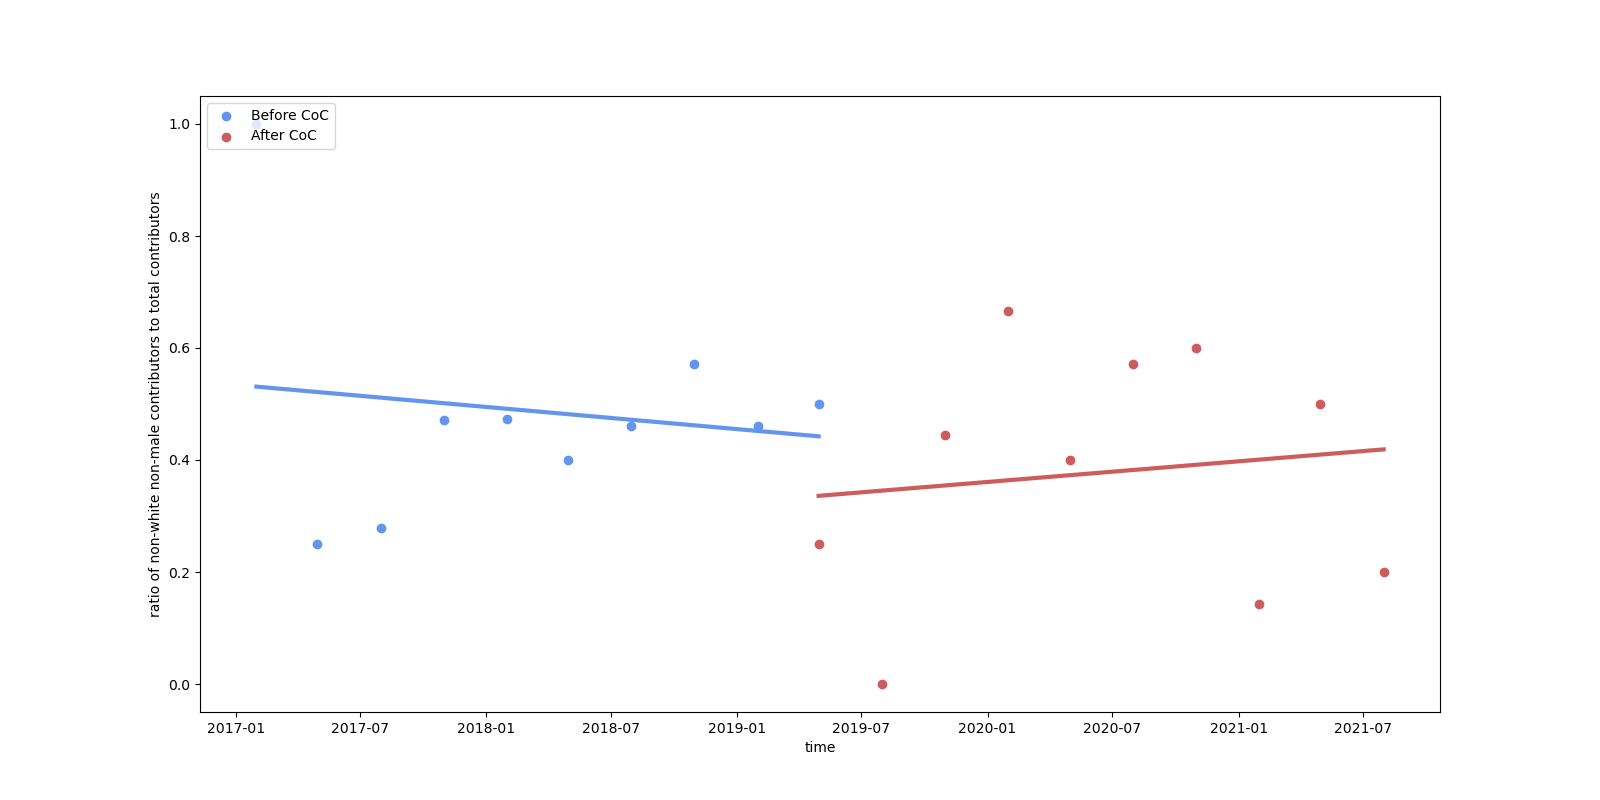 Before CoC
After CoC
1.0
0.8
0.6
0.4
0.2
0.0
ratio of non-white non-male contributors to total contributors
2017-01 2017-07 2018-01 2018-07 2019-01 2019-07 2020-01 2020-07 2021-01 2021-07
time